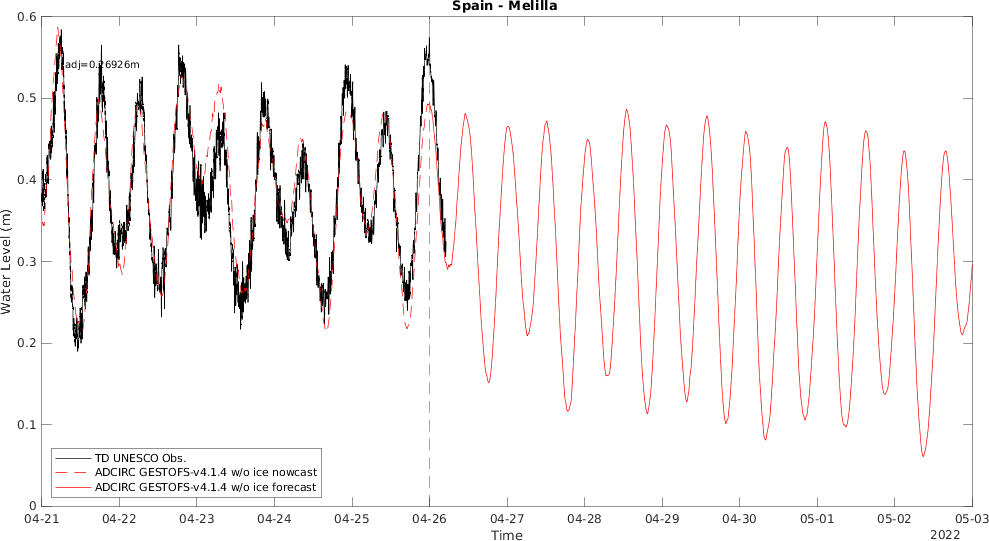 Spain - Melilla
0.6
0.5
0.4
0.3
0.2
0.1
0
Water Level (m)
adj=0.26926m
TD UNESCO Obs.
ADCIRC GESTOFS-v4.1.4 w/o ice nowcast
ADCIRC GESTOFS-v4.1.4 w/o ice forecast
04-21 04-22 04-23 04-24 04-25 04-26 04-27 04-28 04-29 04-30 05-01 05-02 05-03
Time
2022